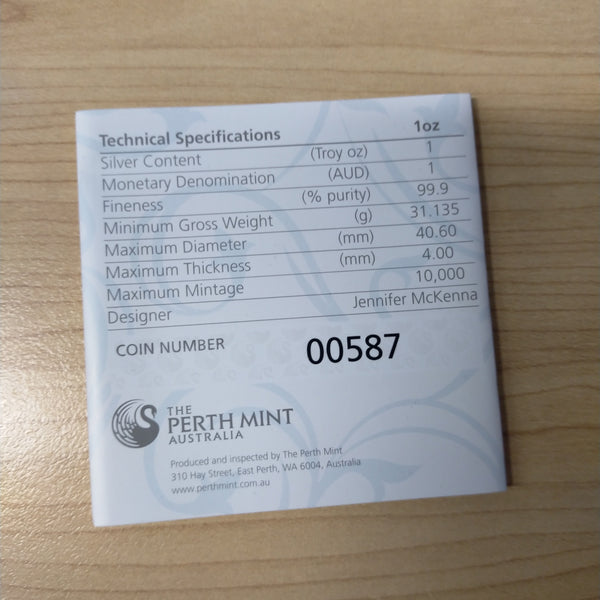 Technical Specifications 1oz
Silver Content (Troy oz) 1
Monetary Denomination (AUD) 1
Fineness (% purity) 99.9
Minimum Gross Weight (g) 31.135
Maximum Diameter (mm) 40.60
Maximum Thickness (mm) 4.00
Maximum Mintage 10,000
Designer Jennifer McKenna
COIN NUMBER 00587
THE
PERTH MINT
AUSTRALIA
Produced and inspected by The Perth Mint
310 Hay Street, East Perth, WA 6004, Australia
www.perthmint.com.au